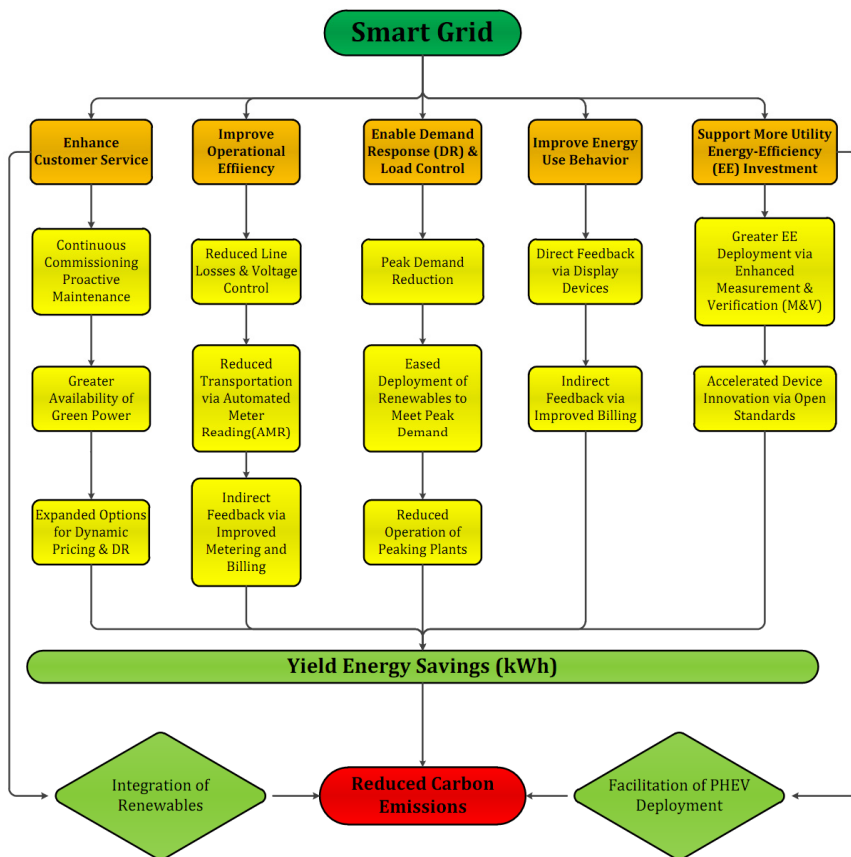 Smart Grid
Enhance
Customer Service
Improve
Operational
Effiiency
Enable Demand
Response (DR) &
Load Control
Improve Energy
Use Behavior
Support More Utility
Energy-Efficiency
(EE) Investment
Continuous
Commissioning
Proactive
Maintenance
Reduced Line
Losses & Voltage
Control
Peak Demand
Reduction
Direct Feedback
via Display
Devices
Greater EE
Deployment via
Enhanced
Measurement &
Verification (M&V)
Greater
Availability of
Green Power
Reduced
Transportation
via Automated
Meter
Reading(AMR)
Eased
Deployment of
Renewables to
Meet Peak
Demand
Indirect
Feedback via
Improved Billing
Accelerated Device
Innovation via Open
Standards
Expanded Options
for Dynamic
Pricing & DR
Indirect
Feedback via
Improved
Metering and
Billing
Reduced
Operation of
Peaking Plants
Yield Energy Savings (kWh)
Integration of
Renewables
Reduced Carbon
Emissions
Facilitation of PHEV
Deployment